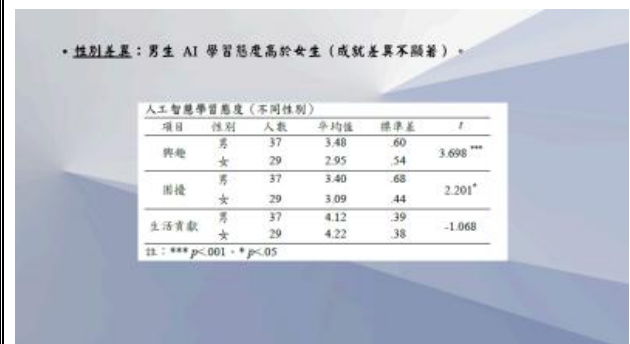 • 性別差異：男生 AI 學習態度高於女生（成就差異不顯著）。
人工智慧學習態度（不同性別）
項目 性別 人數 平均值 標準差 t
興趣 男 37 3.48 .60 3.698 ***
女 29 2.95 .54
困擾 男 37 3.40 .68 2.201*
女 29 3.09 .44
生活貢獻 男 37 4.12 .39 -1.068
女 29 4.22 .38
註：*** p<.001，* p<.05